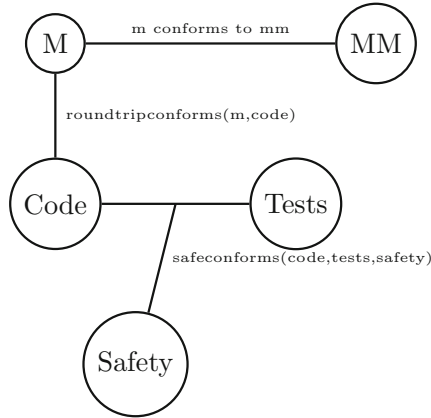 m conforms to mm
M
MM
roundtripconforms(m,code)
Code
Tests
safeconforms(code,tests,safety)
Safety